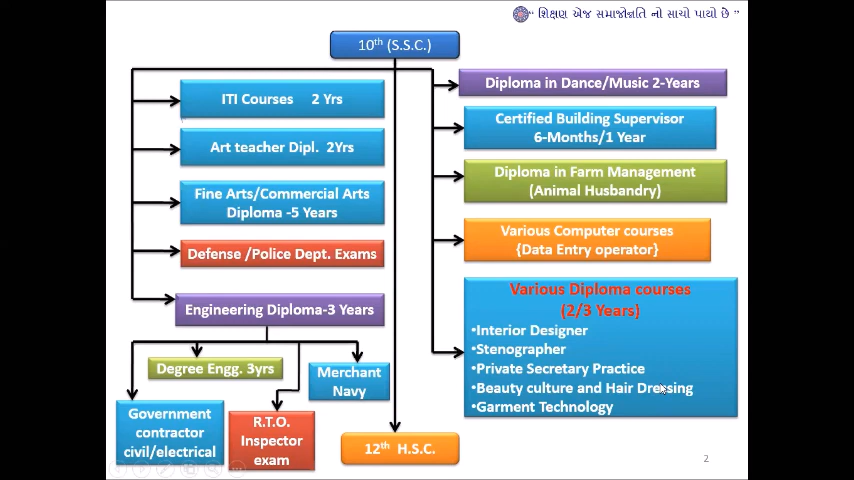 “ શિક્ષણ એજ સમાજોન્નતિ નો સાચો પાયો છે ”
10th (S.S.C.)
ITI Courses 2 Yrs
Art teacher Dipl. 2Yrs
Fine Arts/Commercial Arts
Diploma -5 Years
Defense /Police Dept. Exams
Engineering Diploma-3 Years
Degree Engg. 3yrs
Merchant
Navy
Government
contractor
civil/electrical
R.T.O.
Inspector
exam
12th H.S.C.
Diploma in Dance/Music 2-Years
Certified Building Supervisor
6-Months/1 Year
Diploma in Farm Management
(Animal Husbandry)
Various Computer courses
{Data Entry operator}
Various Diploma courses
(2/3 Years)
•Interior Designer
•Stenographer
•Private Secretary Practice
•Beauty culture and Hair Dressing
•Garment Technology
2